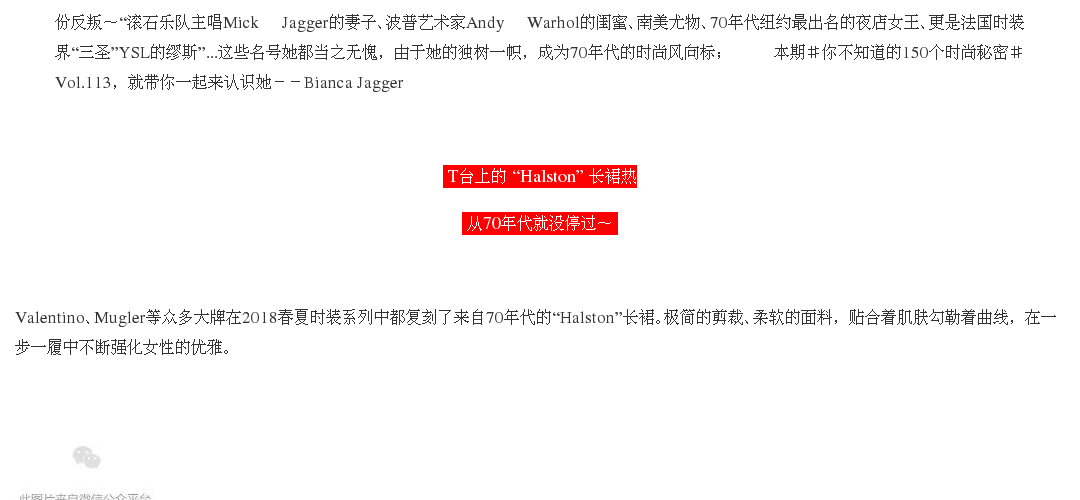 份反叛～“滚石乐队主唱Mick Jagger的妻子、波普艺术家Andy Warhol的闺蜜、南美尤物、70年代纽约最出名的夜店女王、更是法国时装
界“三圣”YSL的缪斯”...这些名号她都当之无愧，由于她的独树一帜，成为70年代的时尚风向标； 本期＃你不知道的150个时尚秘密＃
Vol.113，就带你一起来认识她－－Bianca Jagger
T台上的 “Halston” 长裙热
从70年代就没停过～
Valentino、Mugler等众多大牌在2018春夏时装系列中都复刻了来自70年代的“Halston”长裙。极简的剪裁、柔软的面料，贴合着肌肤勾勒着曲线，在一
步一履中不断强化女性的优雅。
此图片来自微信公众平台